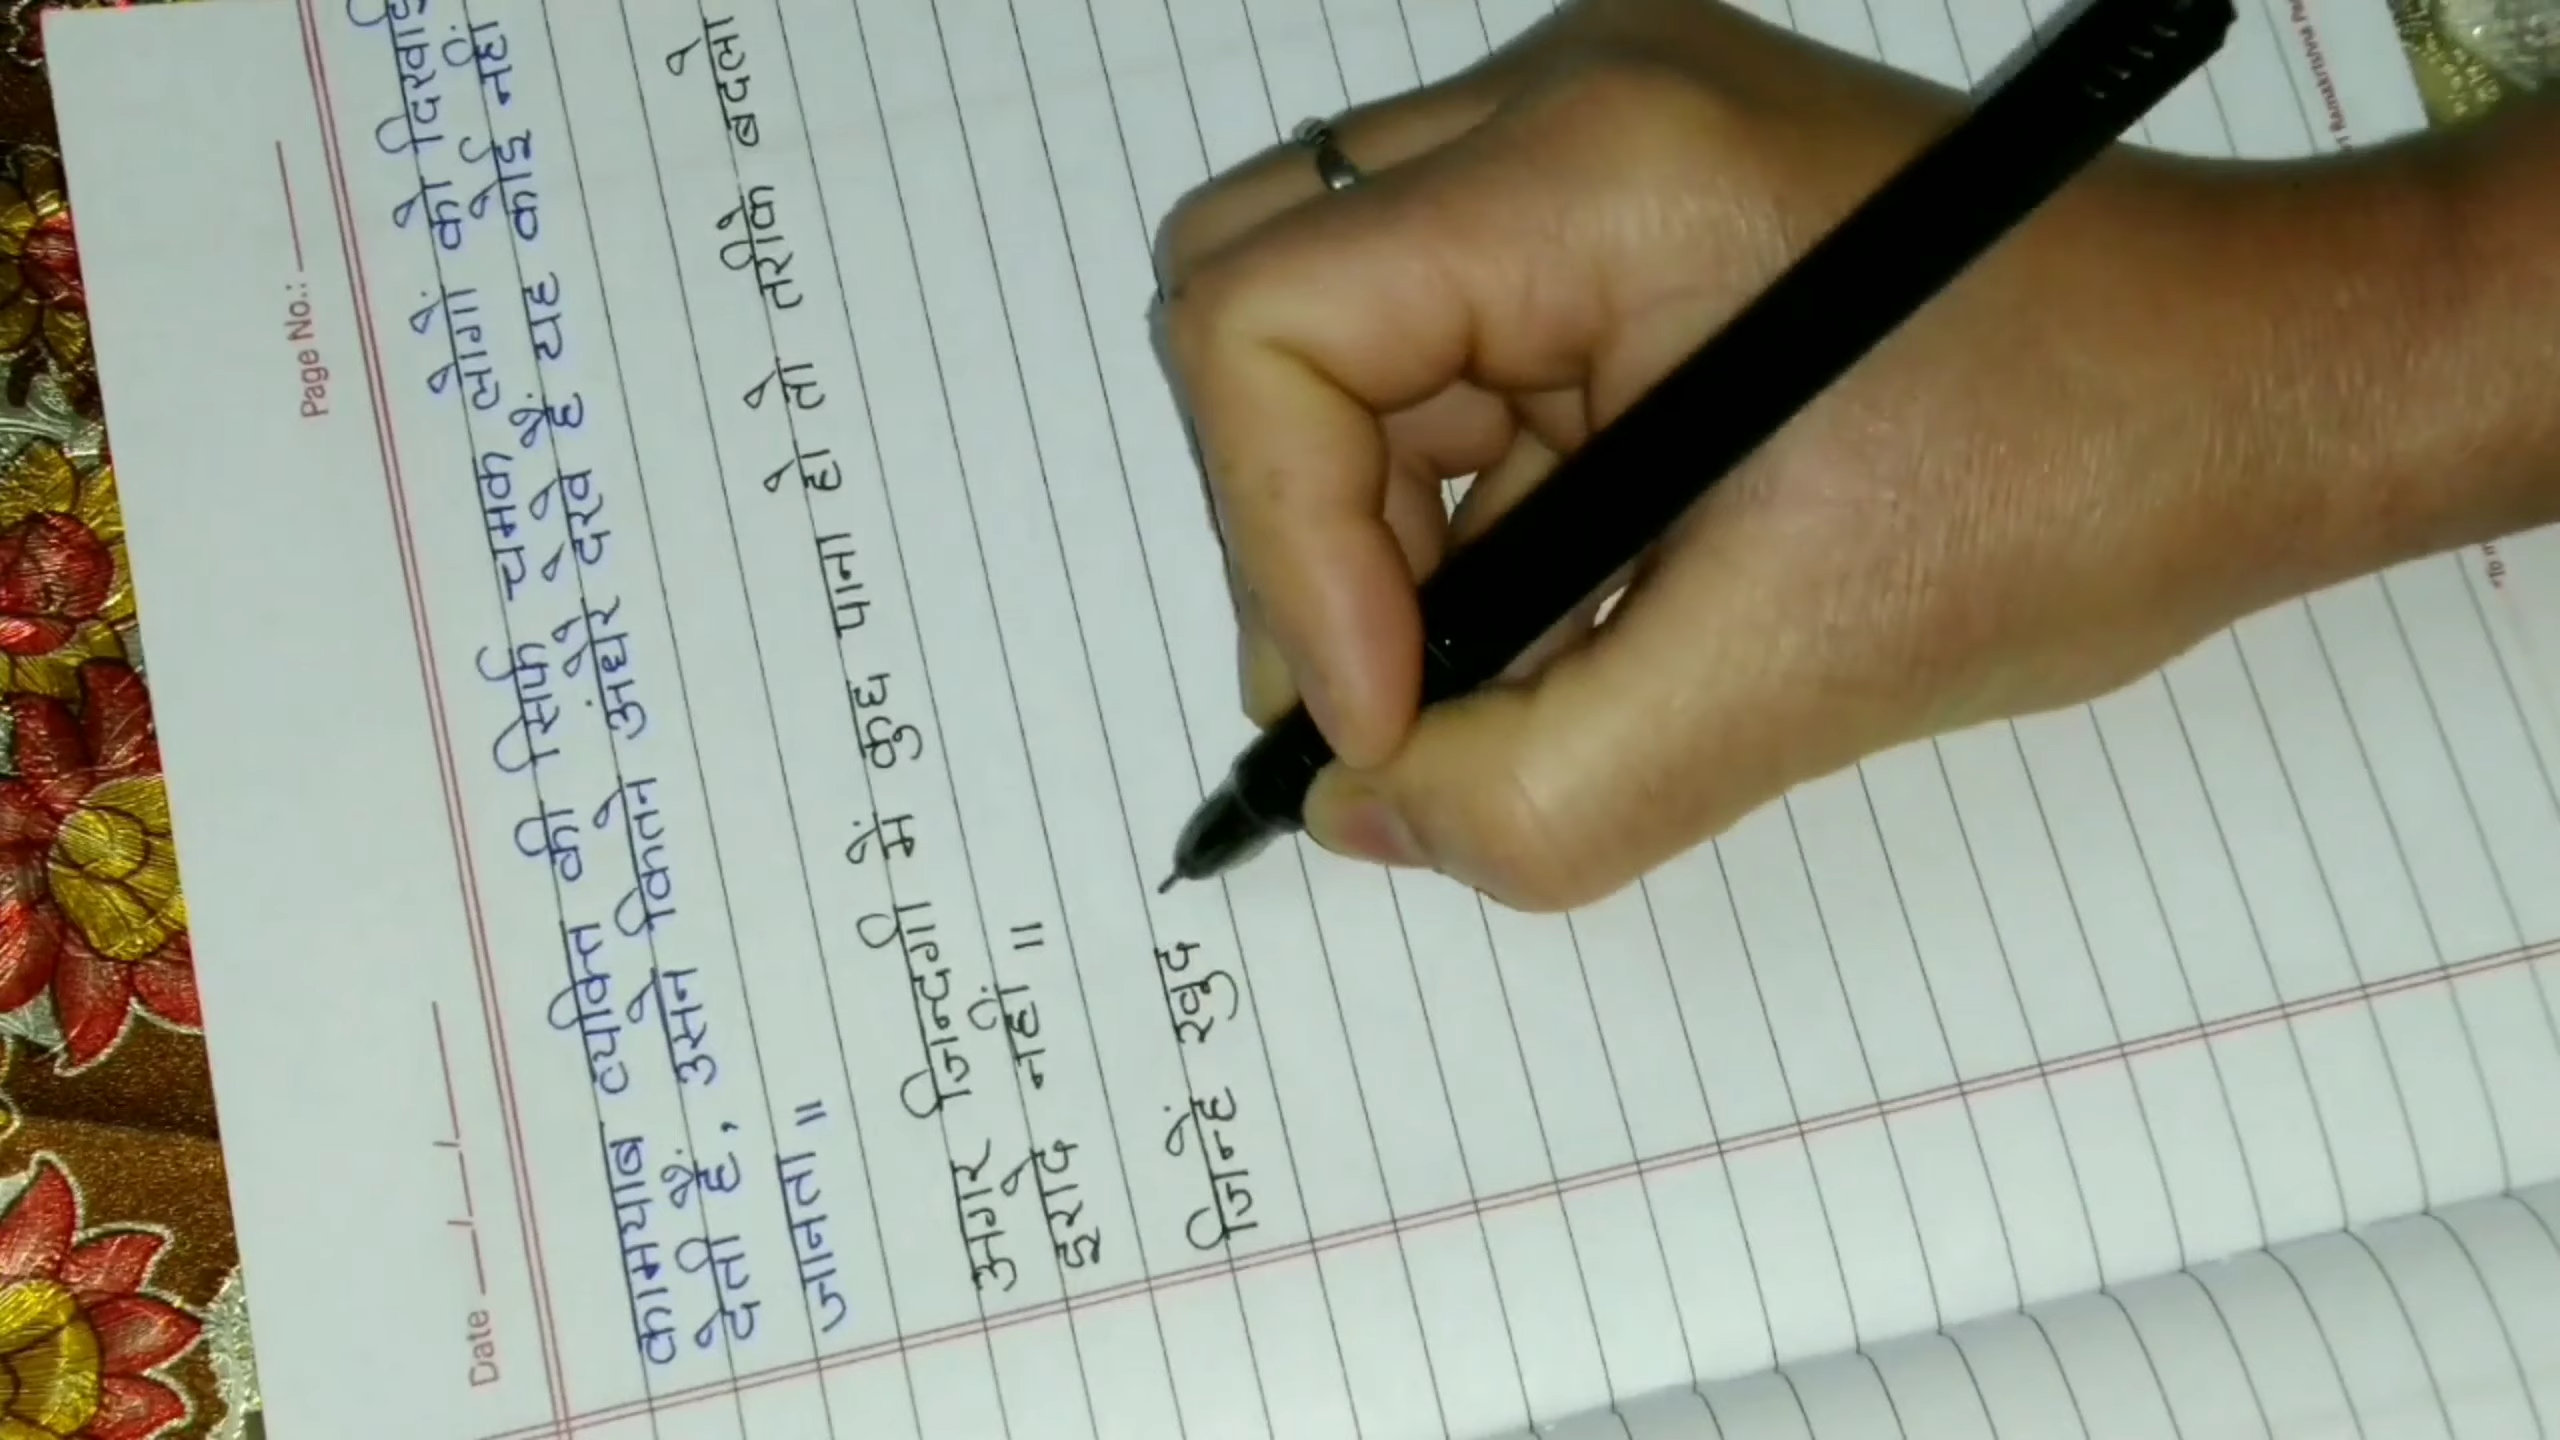 Date
Page No.:
कामयाब व्यक्ति की सिर्फ चमक लोगों को दिखाई
देती है, उसने कितने अंधेरे देखे है यह कोई नहीं
जानता ॥
अगर जिन्दगी में कुछ पाना हो तो तरीके बदलो
इरादे नहीं ॥
जिन्हें खुद